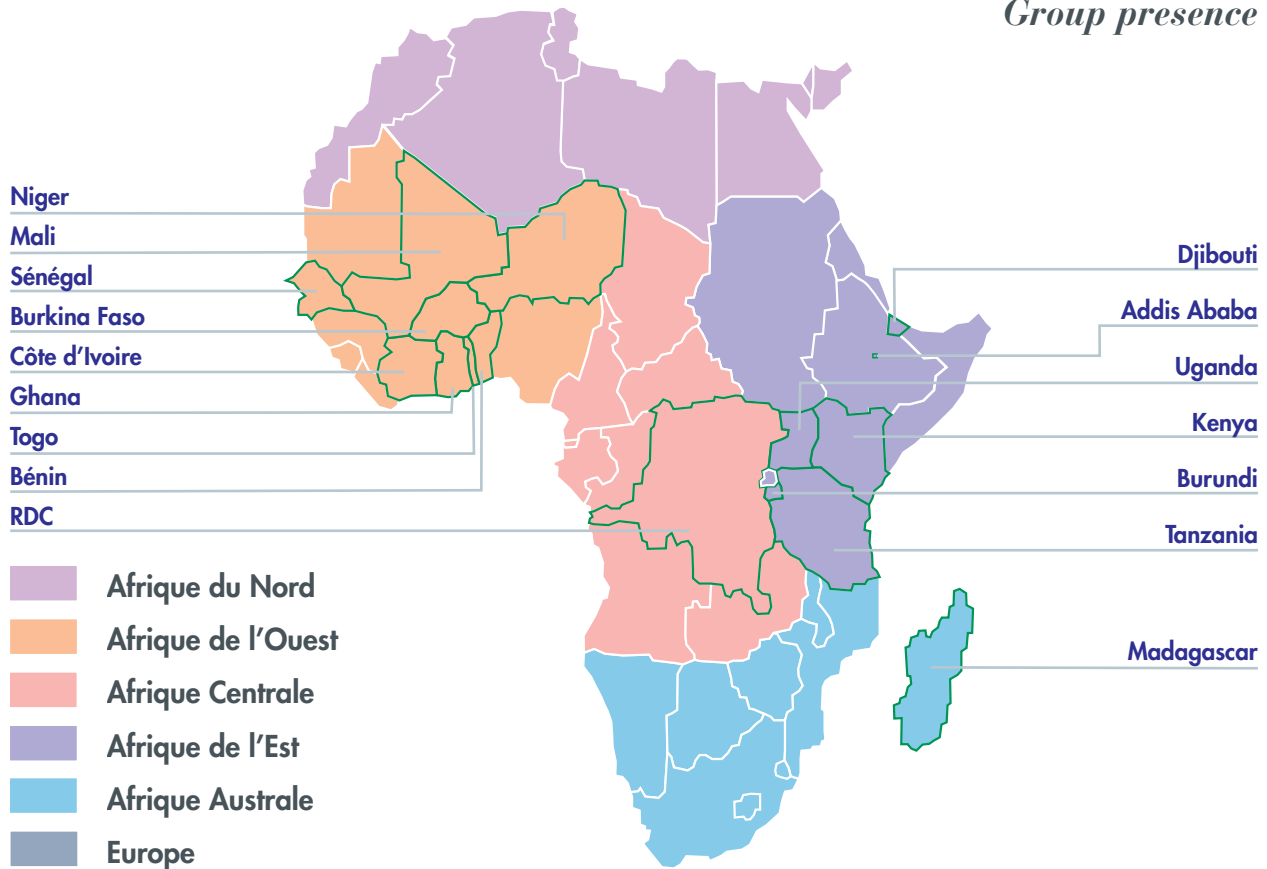 Group presence
Niger
Mali
Sénégal
Burkina Faso
Côte d'Ivoire
Ghana
Togo
Bénin
RDC
Djibouti
Addis Ababa
Uganda
Kenya
Burundi
Tanzania
Madagascar
Afrique du Nord
Afrique de l'Ouest
Afrique Centrale
Afrique de l'Est
Afrique Australe
Europe